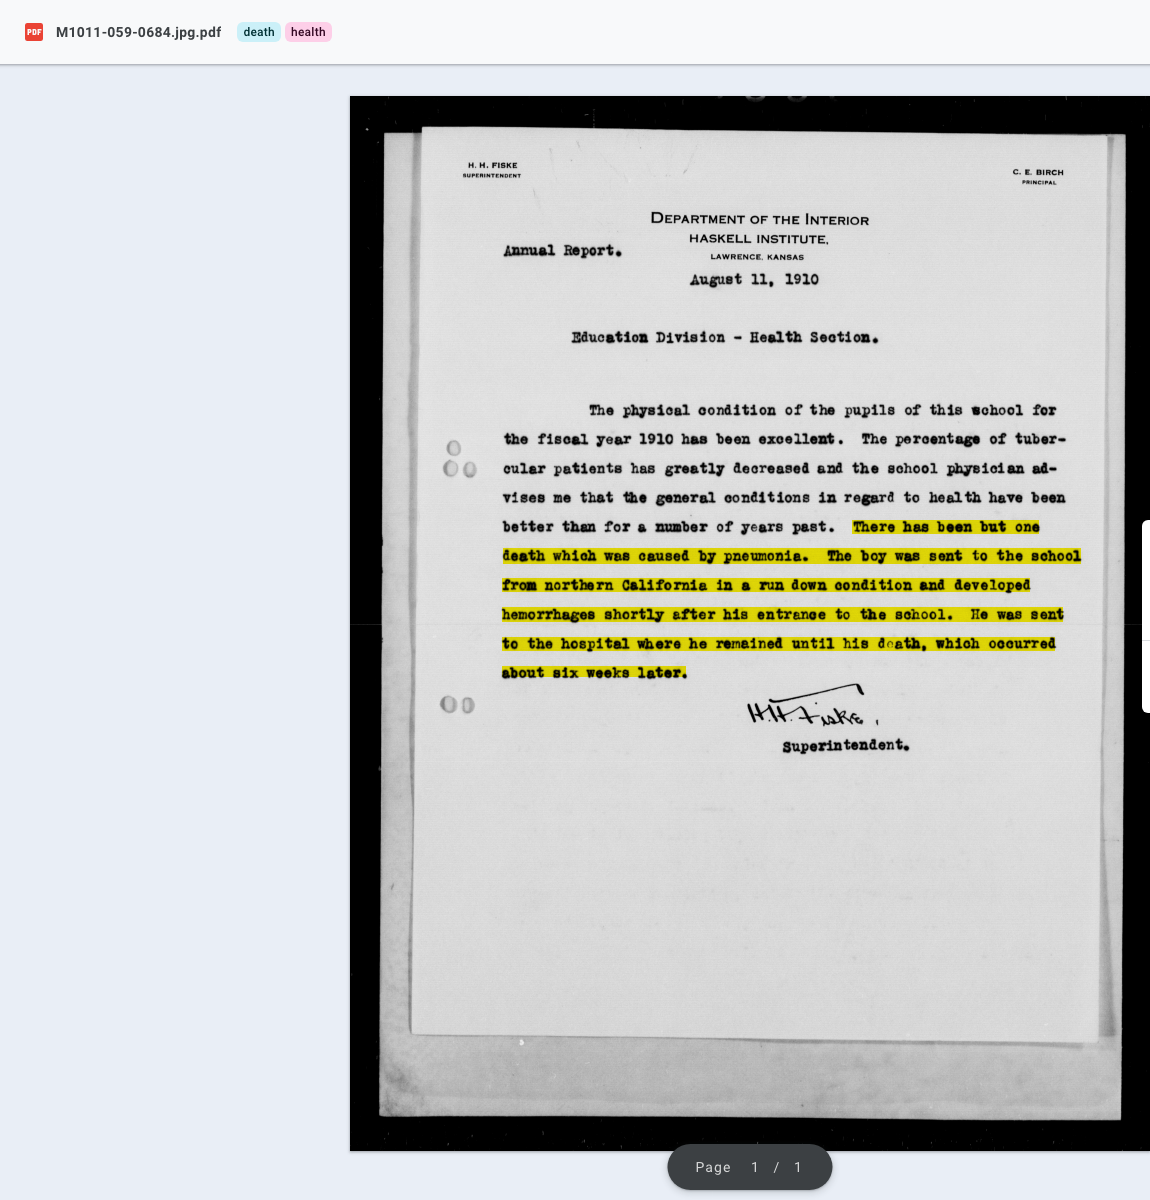 M1011-059-0684.jpg.pdf death health
H. H. FISKE
SUPERINTENDENT
C. E. BIRCH
PRINCIPAL
DEPARTMENT OF THE INTERIOR
HASKELL INSTITUTE,
Annual Report.
LAWRENCE, KANSAS
August 11, 1910
Education Division - Health Section.
The physical condition of the pupils of this school for
the fiscal year 1910 has been excellent. The percentage of tuber-
cular patients has greatly decreased and the school physician ad-
vises me that the general conditions in regard to health have been
better than for a number of years past. There has been but one
death which was caused by pneumonia. The boy was sent to the school
from northern California in a run down condition and developed
hemorrhages shortly after his entrance to the school. He was sent
to the hospital where he remained until his death, which occurred
about six weeks later.
H.H. Fiske,
Superintendent.
Page 1 / 1